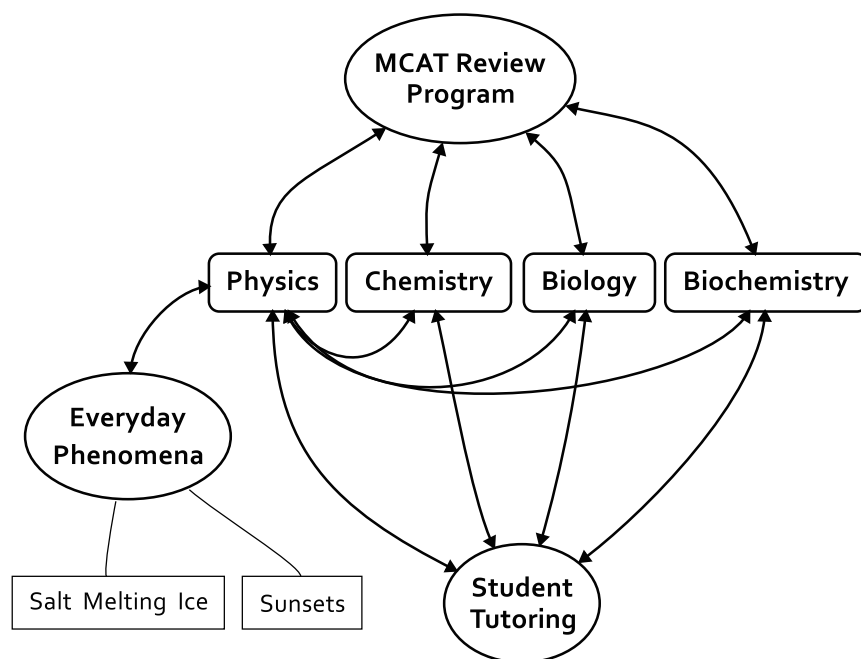 MCAT Review
Program
Physics
Chemistry
Biology
Biochemistry
Everyday
Phenomena
Salt Melting Ice
Sunsets
Student
Tutoring